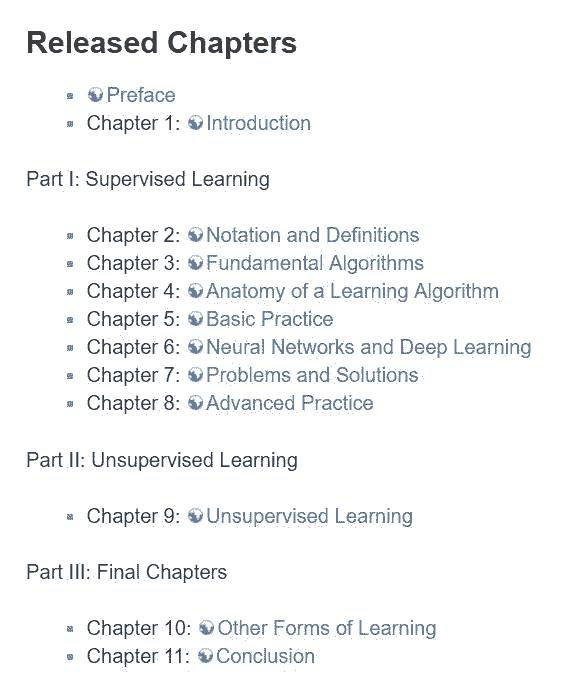 Released Chapters
Preface
Chapter 1: Introduction
Part I: Supervised Learning
Chapter 2: Notation and Definitions
Chapter 3: Fundamental Algorithms
Chapter 4: Anatomy of a Learning Algorithm
Chapter 5: Basic Practice
Chapter 6: Neural Networks and Deep Learning
Chapter 7: Problems and Solutions
Chapter 8: Advanced Practice
Part II: Unsupervised Learning
Chapter 9: Unsupervised Learning
Part III: Final Chapters
Chapter 10: Other Forms of Learning
Chapter 11: Conclusion